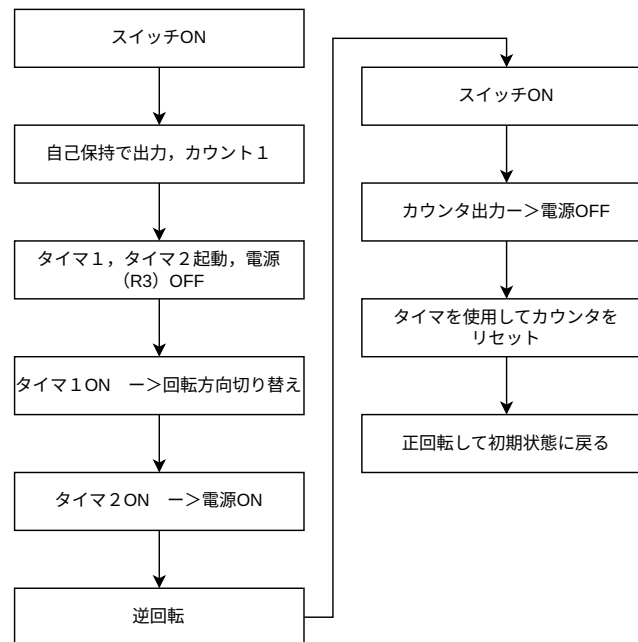 スイッチON
自己保持で出力，カウント１
タイマ１，タイマ２起動，電源
（R3）OFF
タイマ１ON　ー＞回転方向切り替え
タイマ２ON　ー＞電源ON
逆回転
スイッチON
カウンタ出力ー＞電源OFF
タイマを使用してカウンタを
リセット
正回転して初期状態に戻る